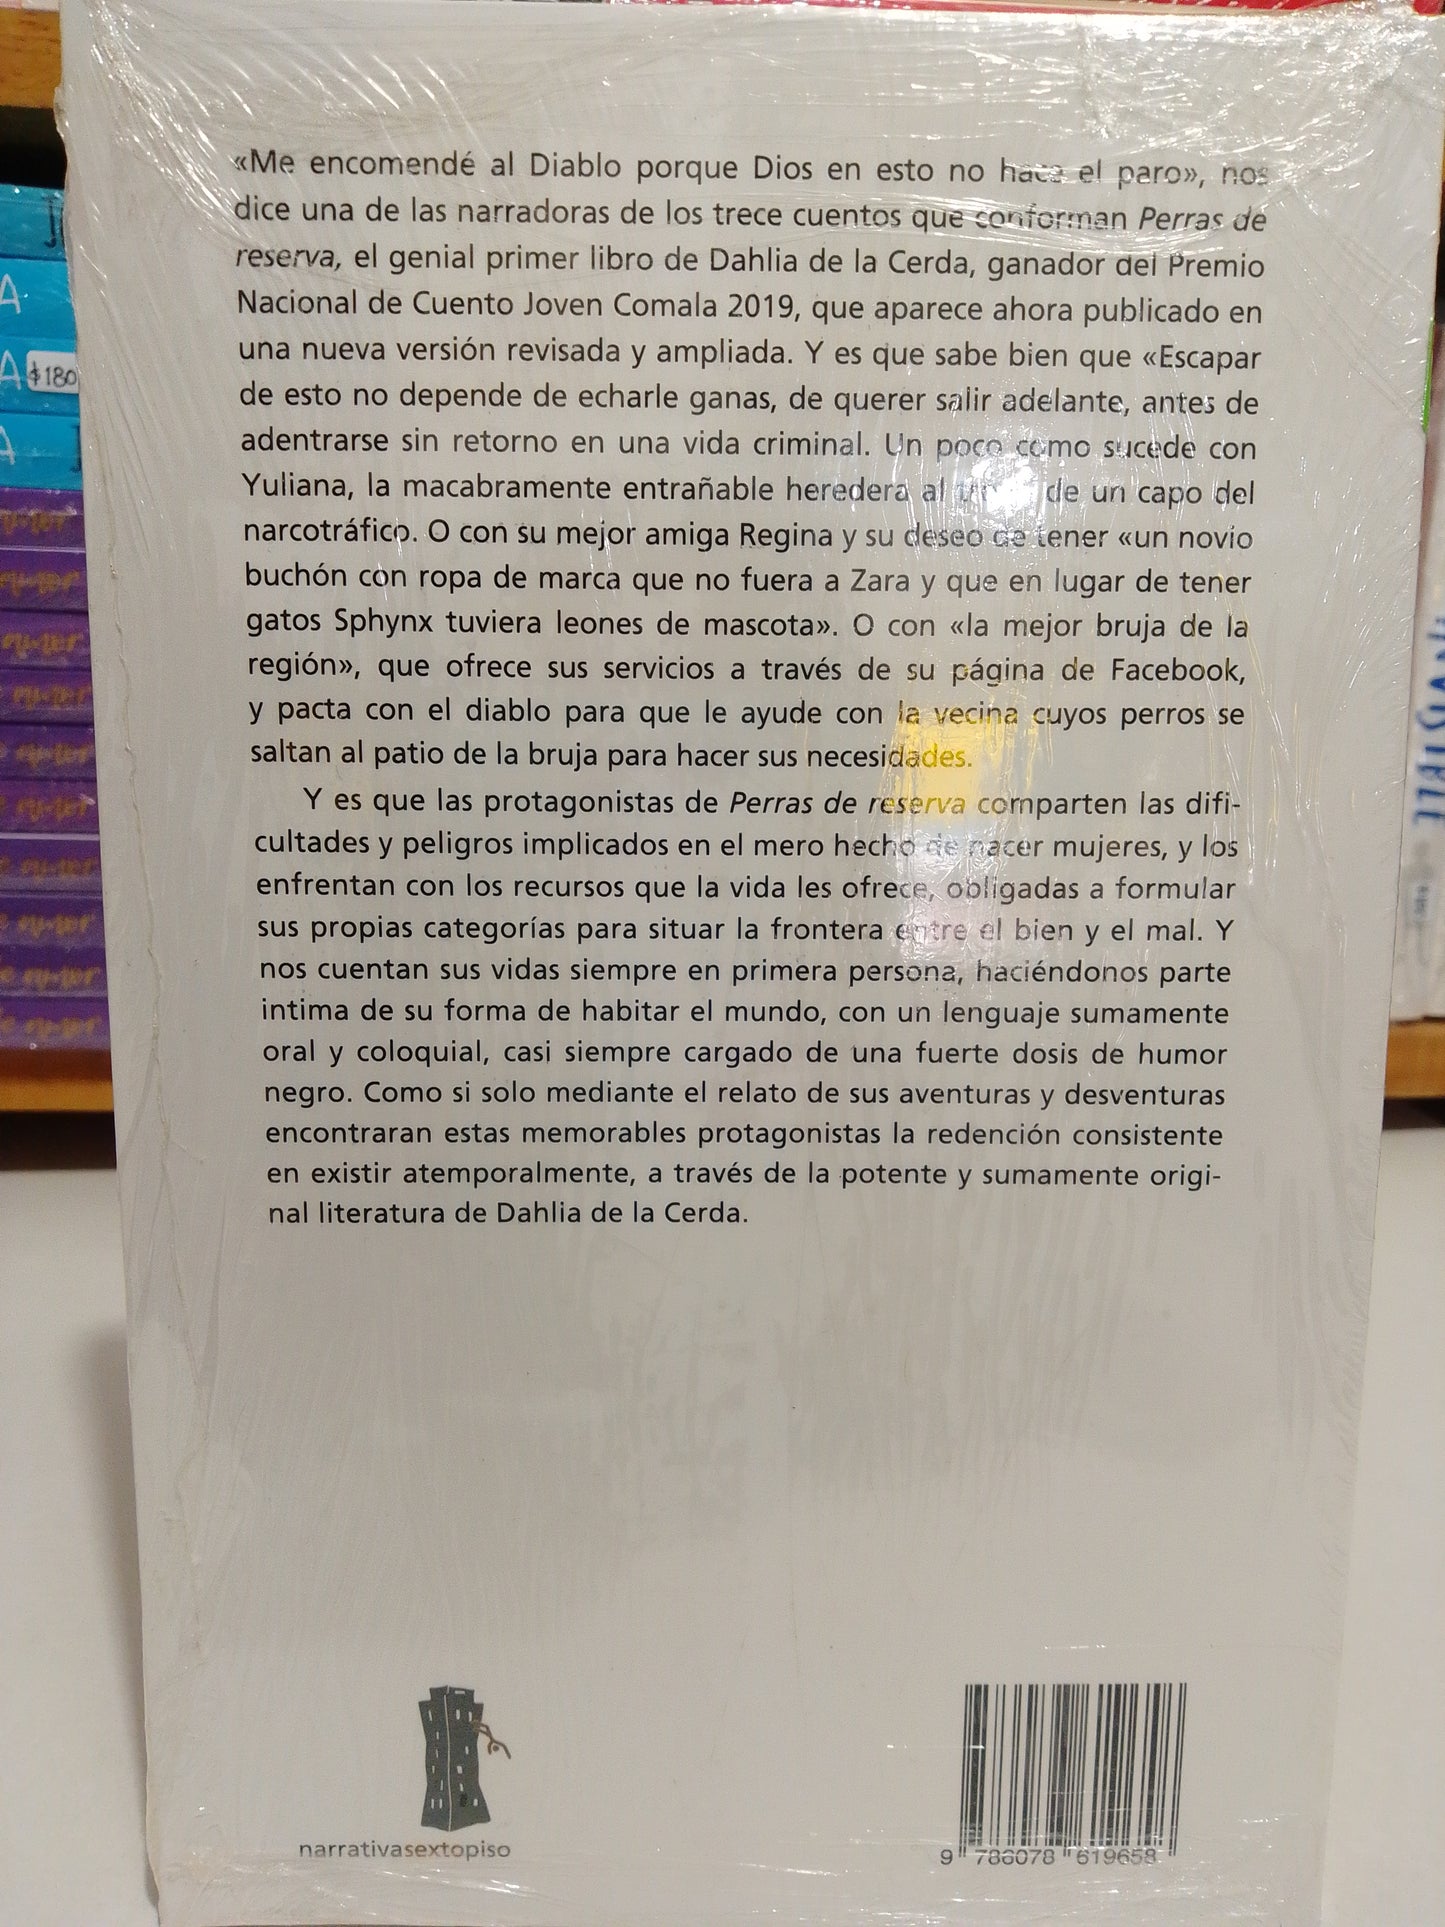 «Me encomendé al Diablo porque Dios en esto no hace el paro», nos
dice una de las narradoras de los trece cuentos que conforman Perras de
reserva, el genial primer libro de Dahlia de la Cerda, ganador del Premio
Nacional de Cuento Joven Comala 2019, que aparece ahora publicado en
una nueva versión revisada y ampliada. Y es que sabe bien que «Escapar
de esto no depende de echarle ganas, de querer salir adelante, antes de
adentrarse sin retorno en una vida criminal. Un poco como sucede con
Yuliana, la macabramente entrañable heredera al de un capo del
narcotráfico. O con su mejor amiga Regina y su deseo de tener «un novio
buchón con ropa de marca que no fuera a Zara y que en lugar de tener
gatos Sphynx tuviera leones de mascota». O con «la mejor bruja de la
región», que ofrece sus servicios a través de su página de Facebook,
y pacta con el diablo para que le ayude con la vecina cuyos perros se
saltan al patio de la bruja para hacer sus necesidades.
Y es que las protagonistas de Perras de reserva comparten las difi-
cultades y peligros implicados en el mero hecho de nacer mujeres, y los
enfrentan con los recursos que la vida les ofrece, obligadas a formular
sus propias categorías para situar la frontera entre el bien y el mal. Y
nos cuentan sus vidas siempre en primera persona, haciéndonos parte
íntima de su forma de habitar el mundo, con un lenguaje sumamente
oral y coloquial, casi siempre cargado de una fuerte dosis de humor
negro. Como si solo mediante el relato de sus aventuras y desventuras
encontraran estas memorables protagonistas la redención consistente
en existir atemporalmente, a través de la potente y sumamente origi-
nal literatura de Dahlia de la Cerda.
narrativasextopiso
9 786078 619658
$180